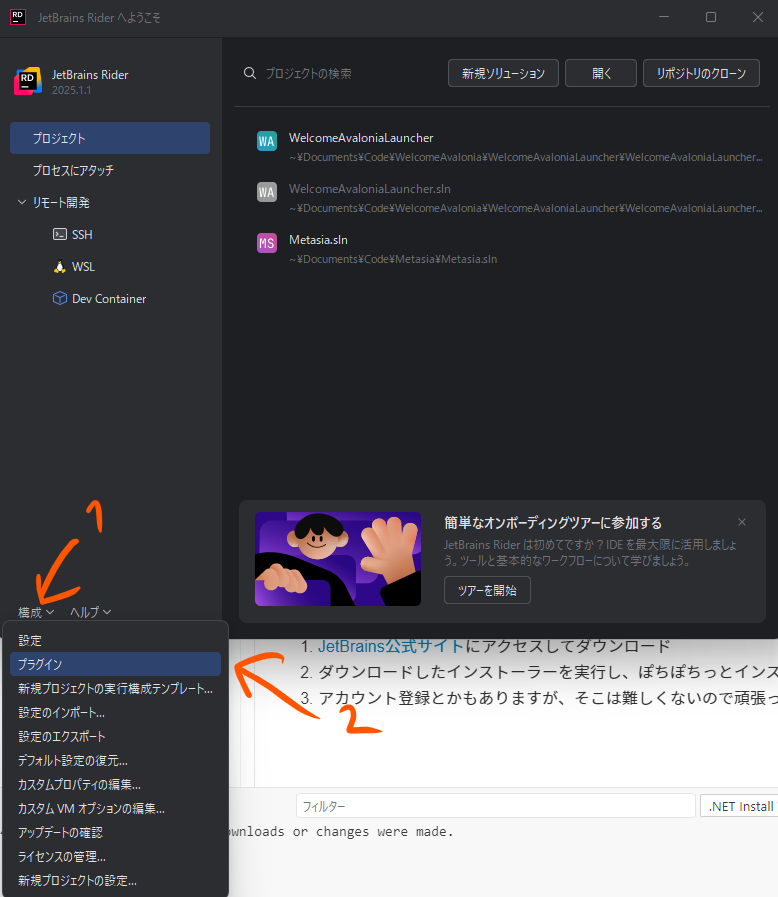 RD
JetBrains Rider へようこそ
RD
JetBrains Rider
2025.1.1
プロジェクト
プロセスにアタッチ
リモート開発
SSH
WSL
Dev Container
プロジェクトの検索
新規ソリューション
開く
リポジトリのクローン
WA
WelcomeAvaloniaLauncher
~¥Documents¥Code¥WelcomeAvalonia¥WelcomeAvaloniaLauncher¥WelcomeAvaloniaLauncher...
WA
WelcomeAvaloniaLauncher.sln
~¥Documents¥Code¥WelcomeAvalonia¥WelcomeAvaloniaLauncher¥WelcomeAvaloniaLauncher...
MS
Metasia.sln
~¥Documents¥Code¥Metasia¥Metasia.sln
簡単なオンボーディングツアーに参加する
JetBrains Rider は初めてですか？IDE を最大限に活用しましょ
う。ツールと基本的なワークフローについて学びましょう。
ツアーを開始
1
構成
ヘルプ
設定
プラグイン
新規プロジェクトの実行構成テンプレート...
設定のインポート...
設定のエクスポート
デフォルト設定の復元...
カスタムプロパティの編集...
カスタム VM オプションの編集...
アップデートの確認
ライセンスの管理...
新規プロジェクトの設定...
2
1. JetBrains公式サイトにアクセスしてダウンロード
2. ダウンロードしたインストーラーを実行し、ぽちぽちっとインス
3. アカウント登録とかもありますが、そこは難しくないので頑張っ
フィルター
.NET Install
ownloads or changes were made.